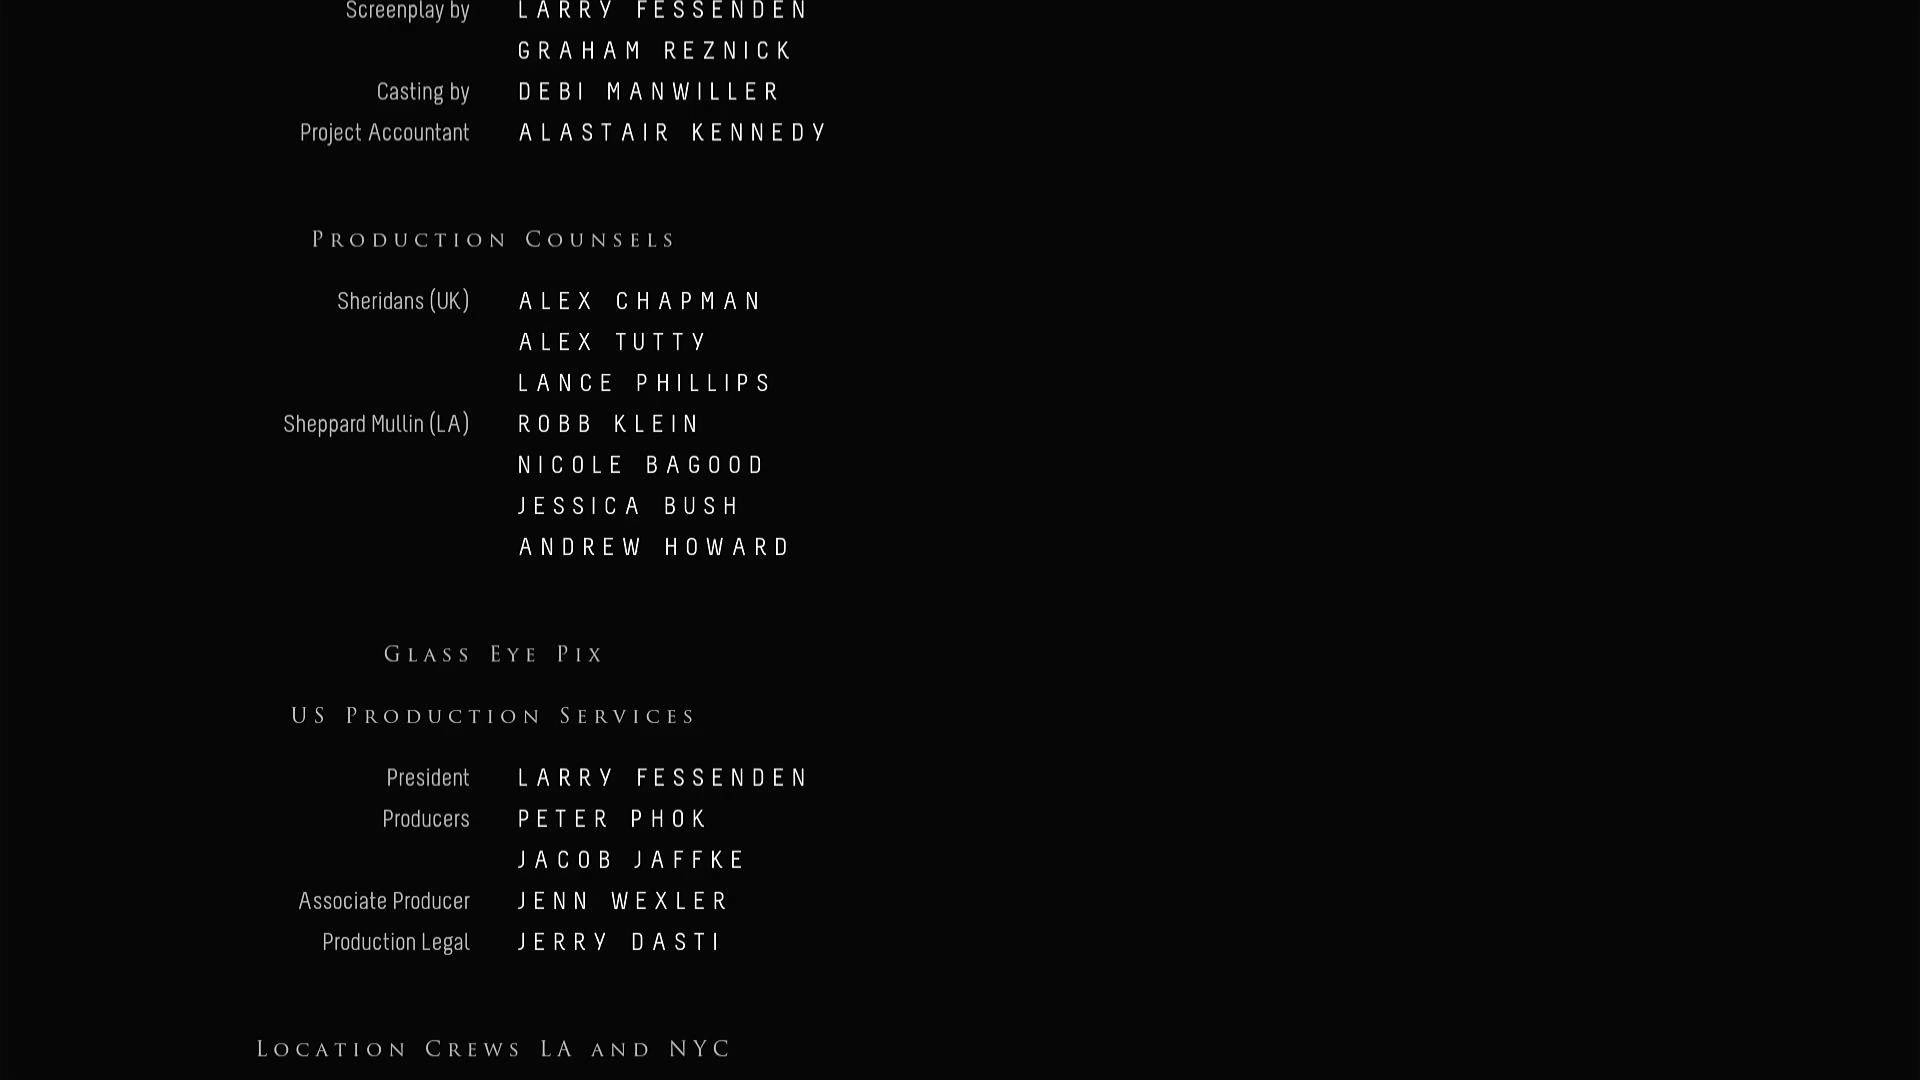 Screenplay by LARRY FESSENDEN
GRAHAM REZNICK
Casting by DEBI MANWILLER
Project Accountant ALASTAIR KENNEDY
PRODUCTION COUNSELS
Sheridans (UK) ALEX CHAPMAN
ALEX TUTTY
LANCE PHILLIPS
Sheppard Mullin (LA) ROBB KLEIN
NICOLE BAGOOD
JESSICA BUSH
ANDREW HOWARD
GLASS EYE PIX
US PRODUCTION SERVICES
President LARRY FESSENDEN
Producers PETER PHOK
JACOB JAFFKE
Associate Producer JENN WEXLER
Production Legal JERRY DASTI
LOCATION CREWS LA AND NYC